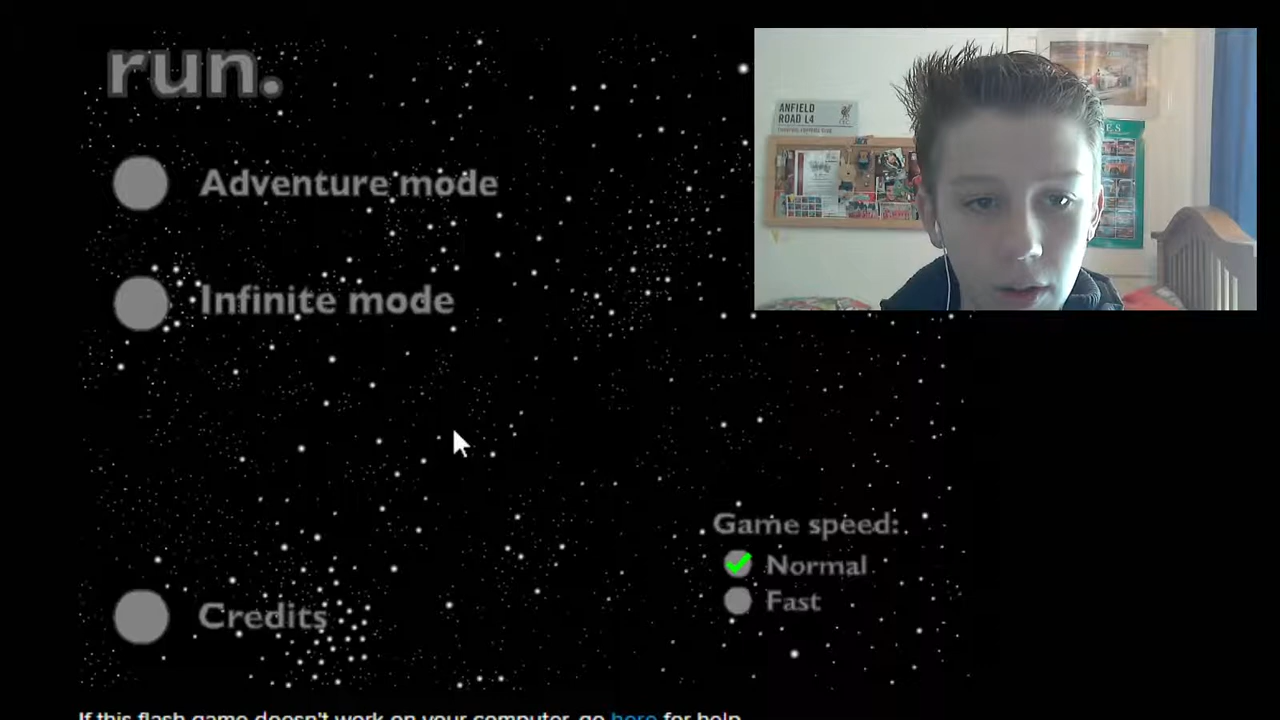 run.
ANFIELD
ROAD L4
Adventure mode
Infinite mode
Game speed:
Normal
Fast
Credits
If this flash game doesn't work on your computer, go here for help